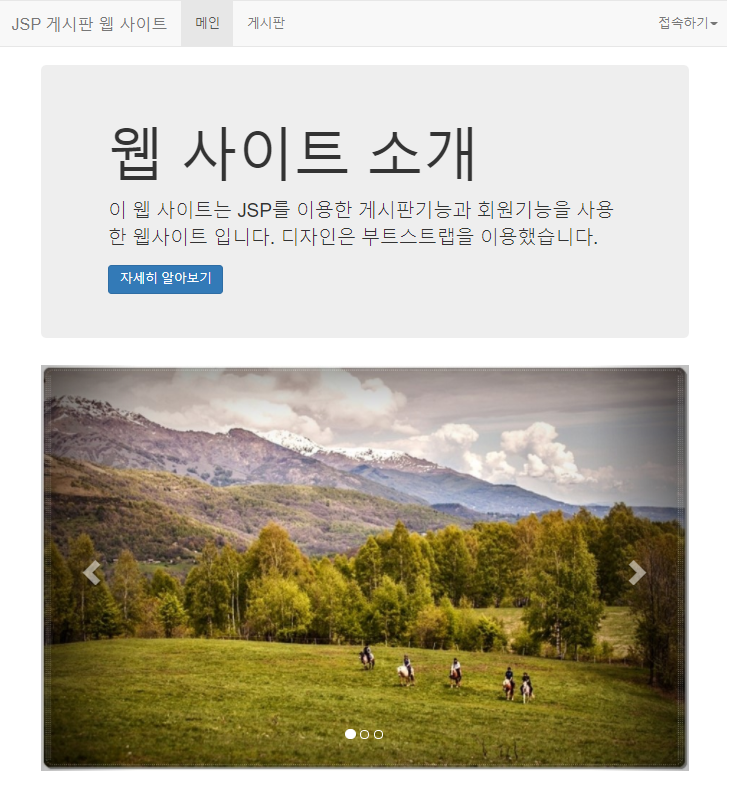 JSP 게시판 웹 사이트 메인 게시판 접속하기
웹 사이트 소개
이 웹 사이트는 JSP를 이용한 게시판기능과 회원기능을 사용
한 웹사이트 입니다. 디자인은 부트스트랩을 이용했습니다.
자세히 알아보기